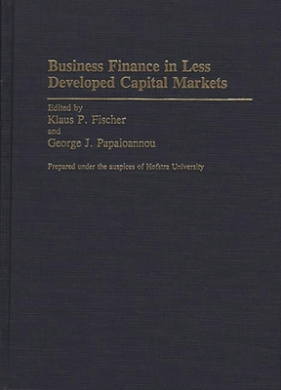 Business Finance in Less
Developed Capital Markets
Edited by
Klaus P. Fischer
and
George J. Papaioannou
Prepared under the auspices of Hofstra University